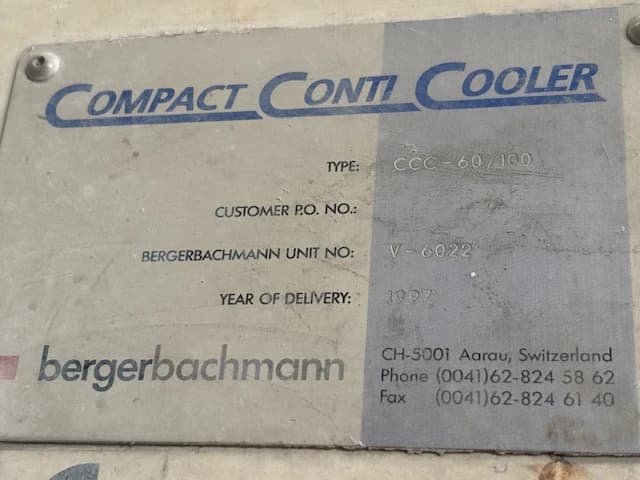 COMPACT CONTI COOLER
TYPE: CCC-60/100
CUSTOMER P.O. NO.:
BERGERBACHMANN UNIT NO: V-6022
YEAR OF DELIVERY: 1997
bergerbachmann
CH-5001 Aarau, Switzerland
Phone (0041)62-824 58 62
Fax (0041)62-824 61 40